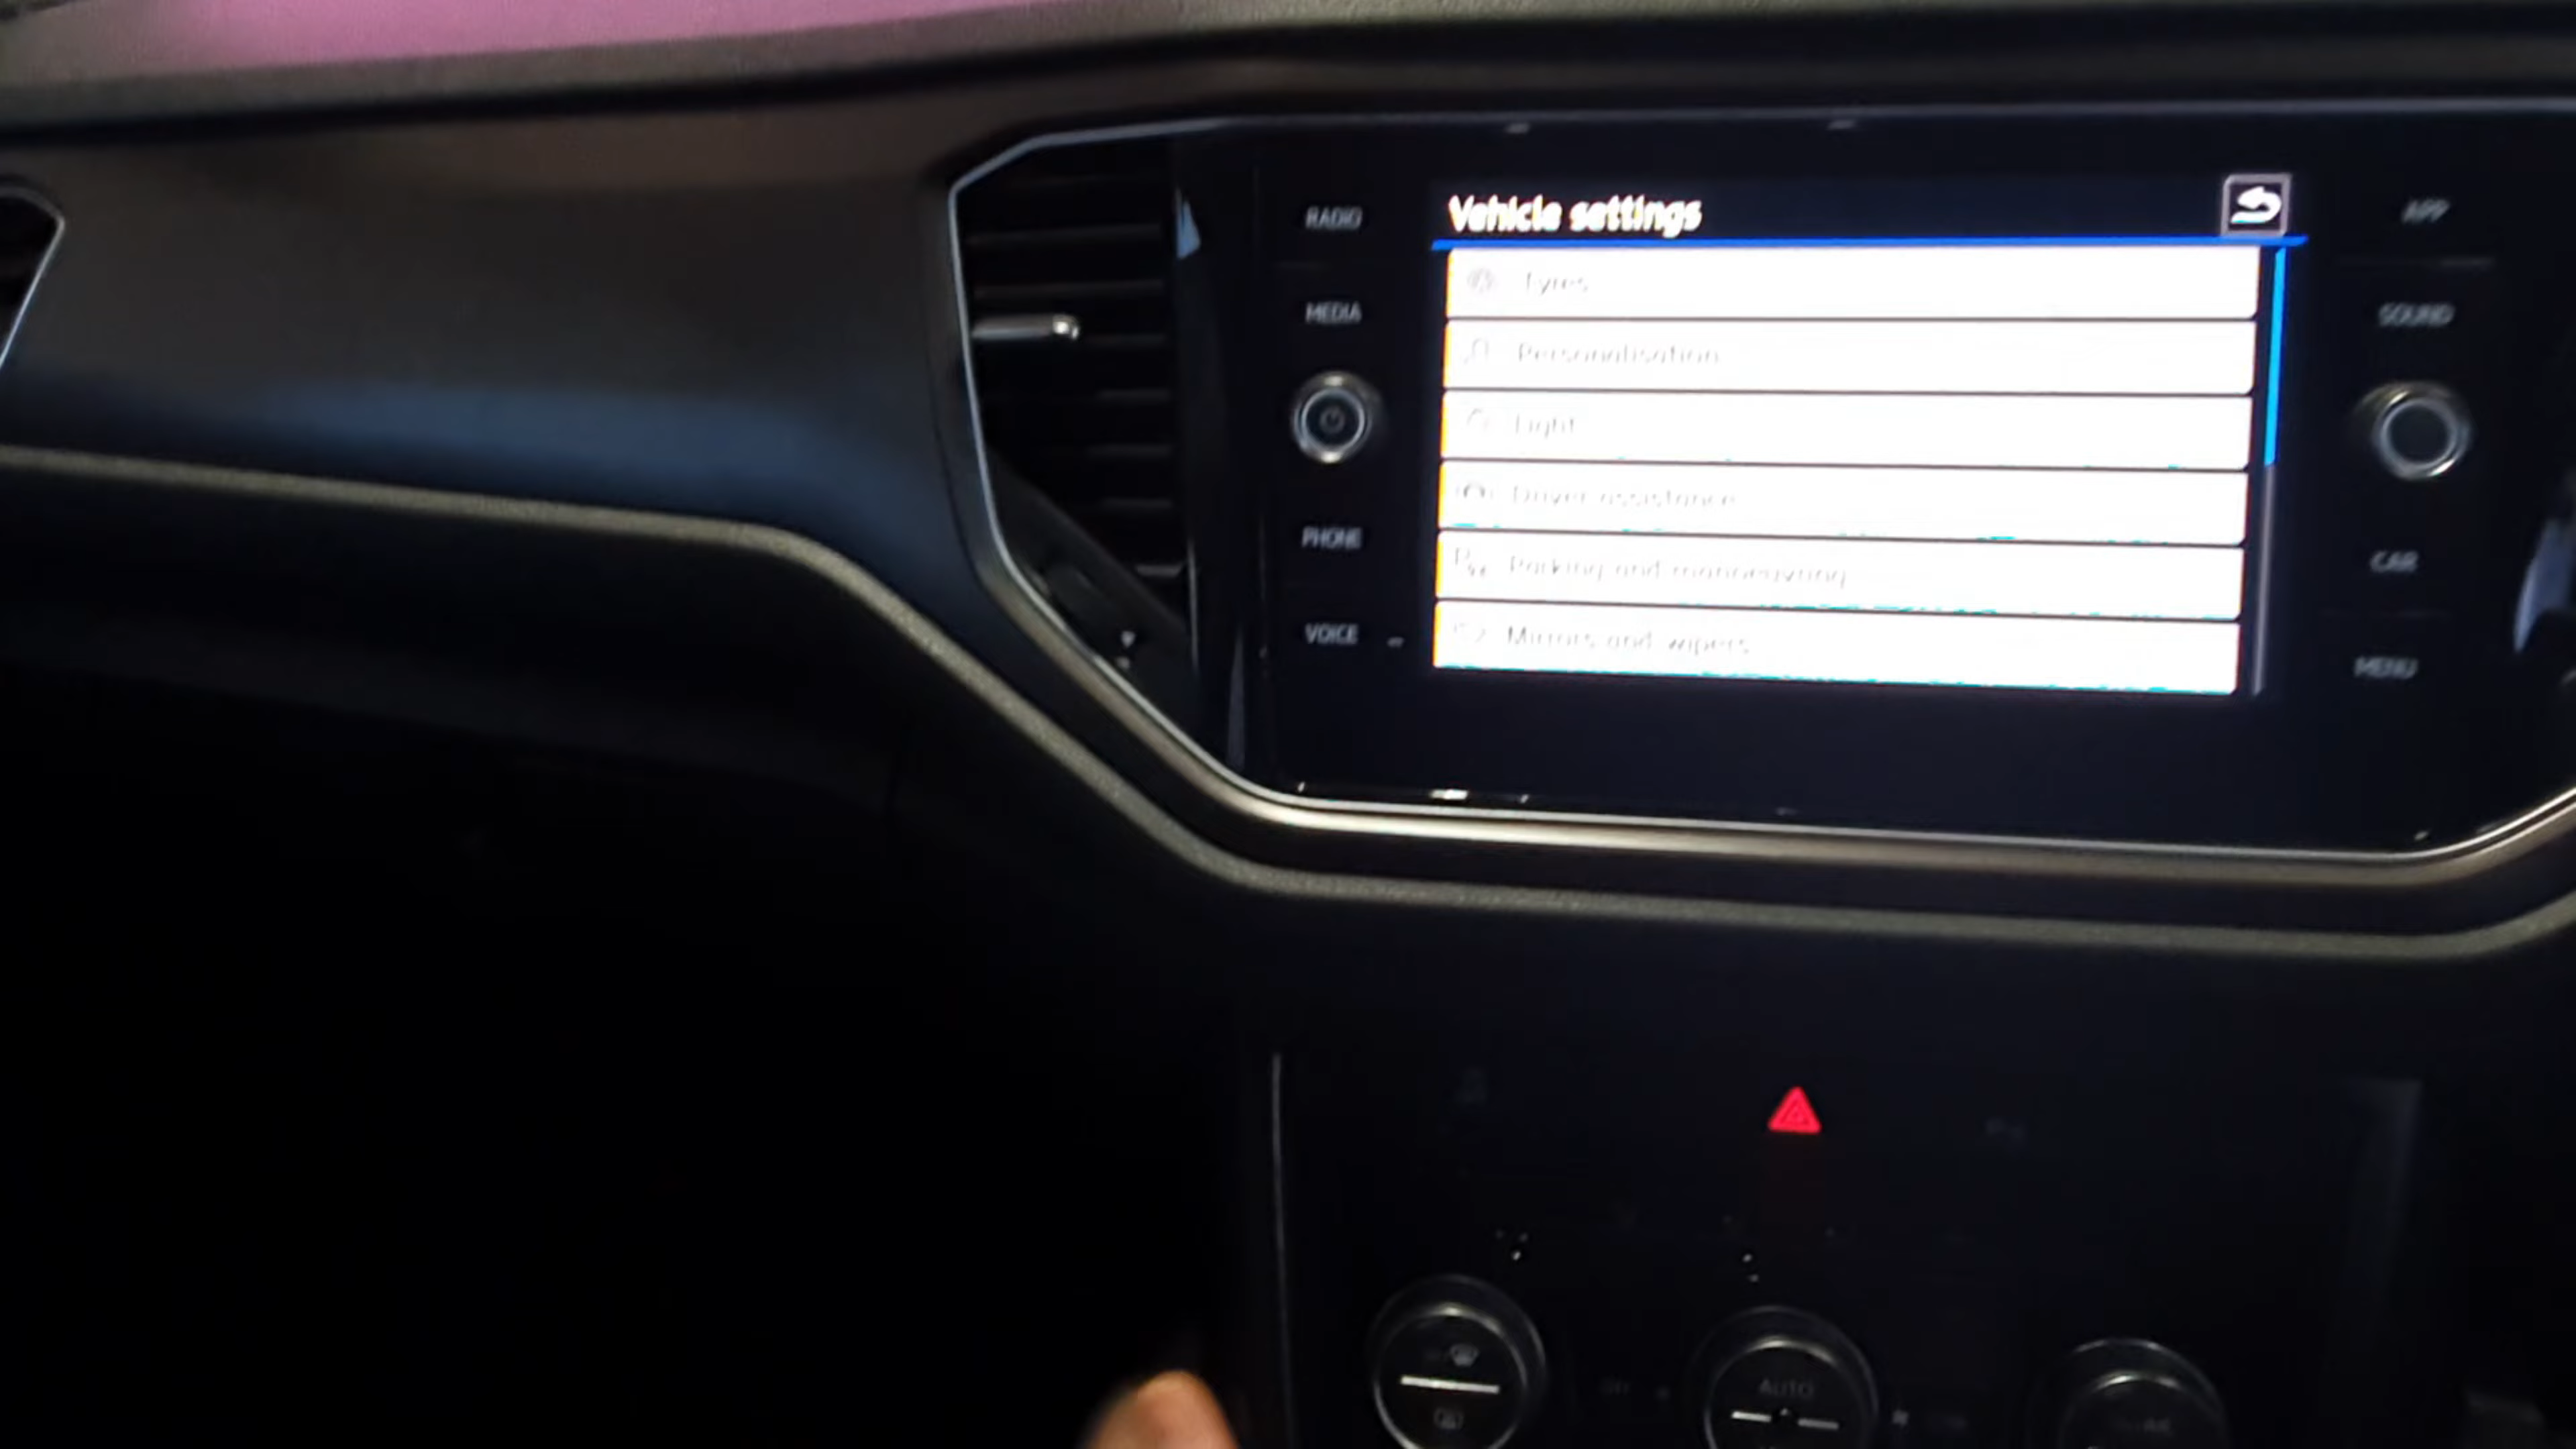 Vehicle settings
RADIO
APP
Tyres
MEDIA
SOUND
Personalisation
Light
Driver assistance
PHONE
CAR
Parking and manoeuvring
VOICE
Mirrors and wipers
MENU
AUTO